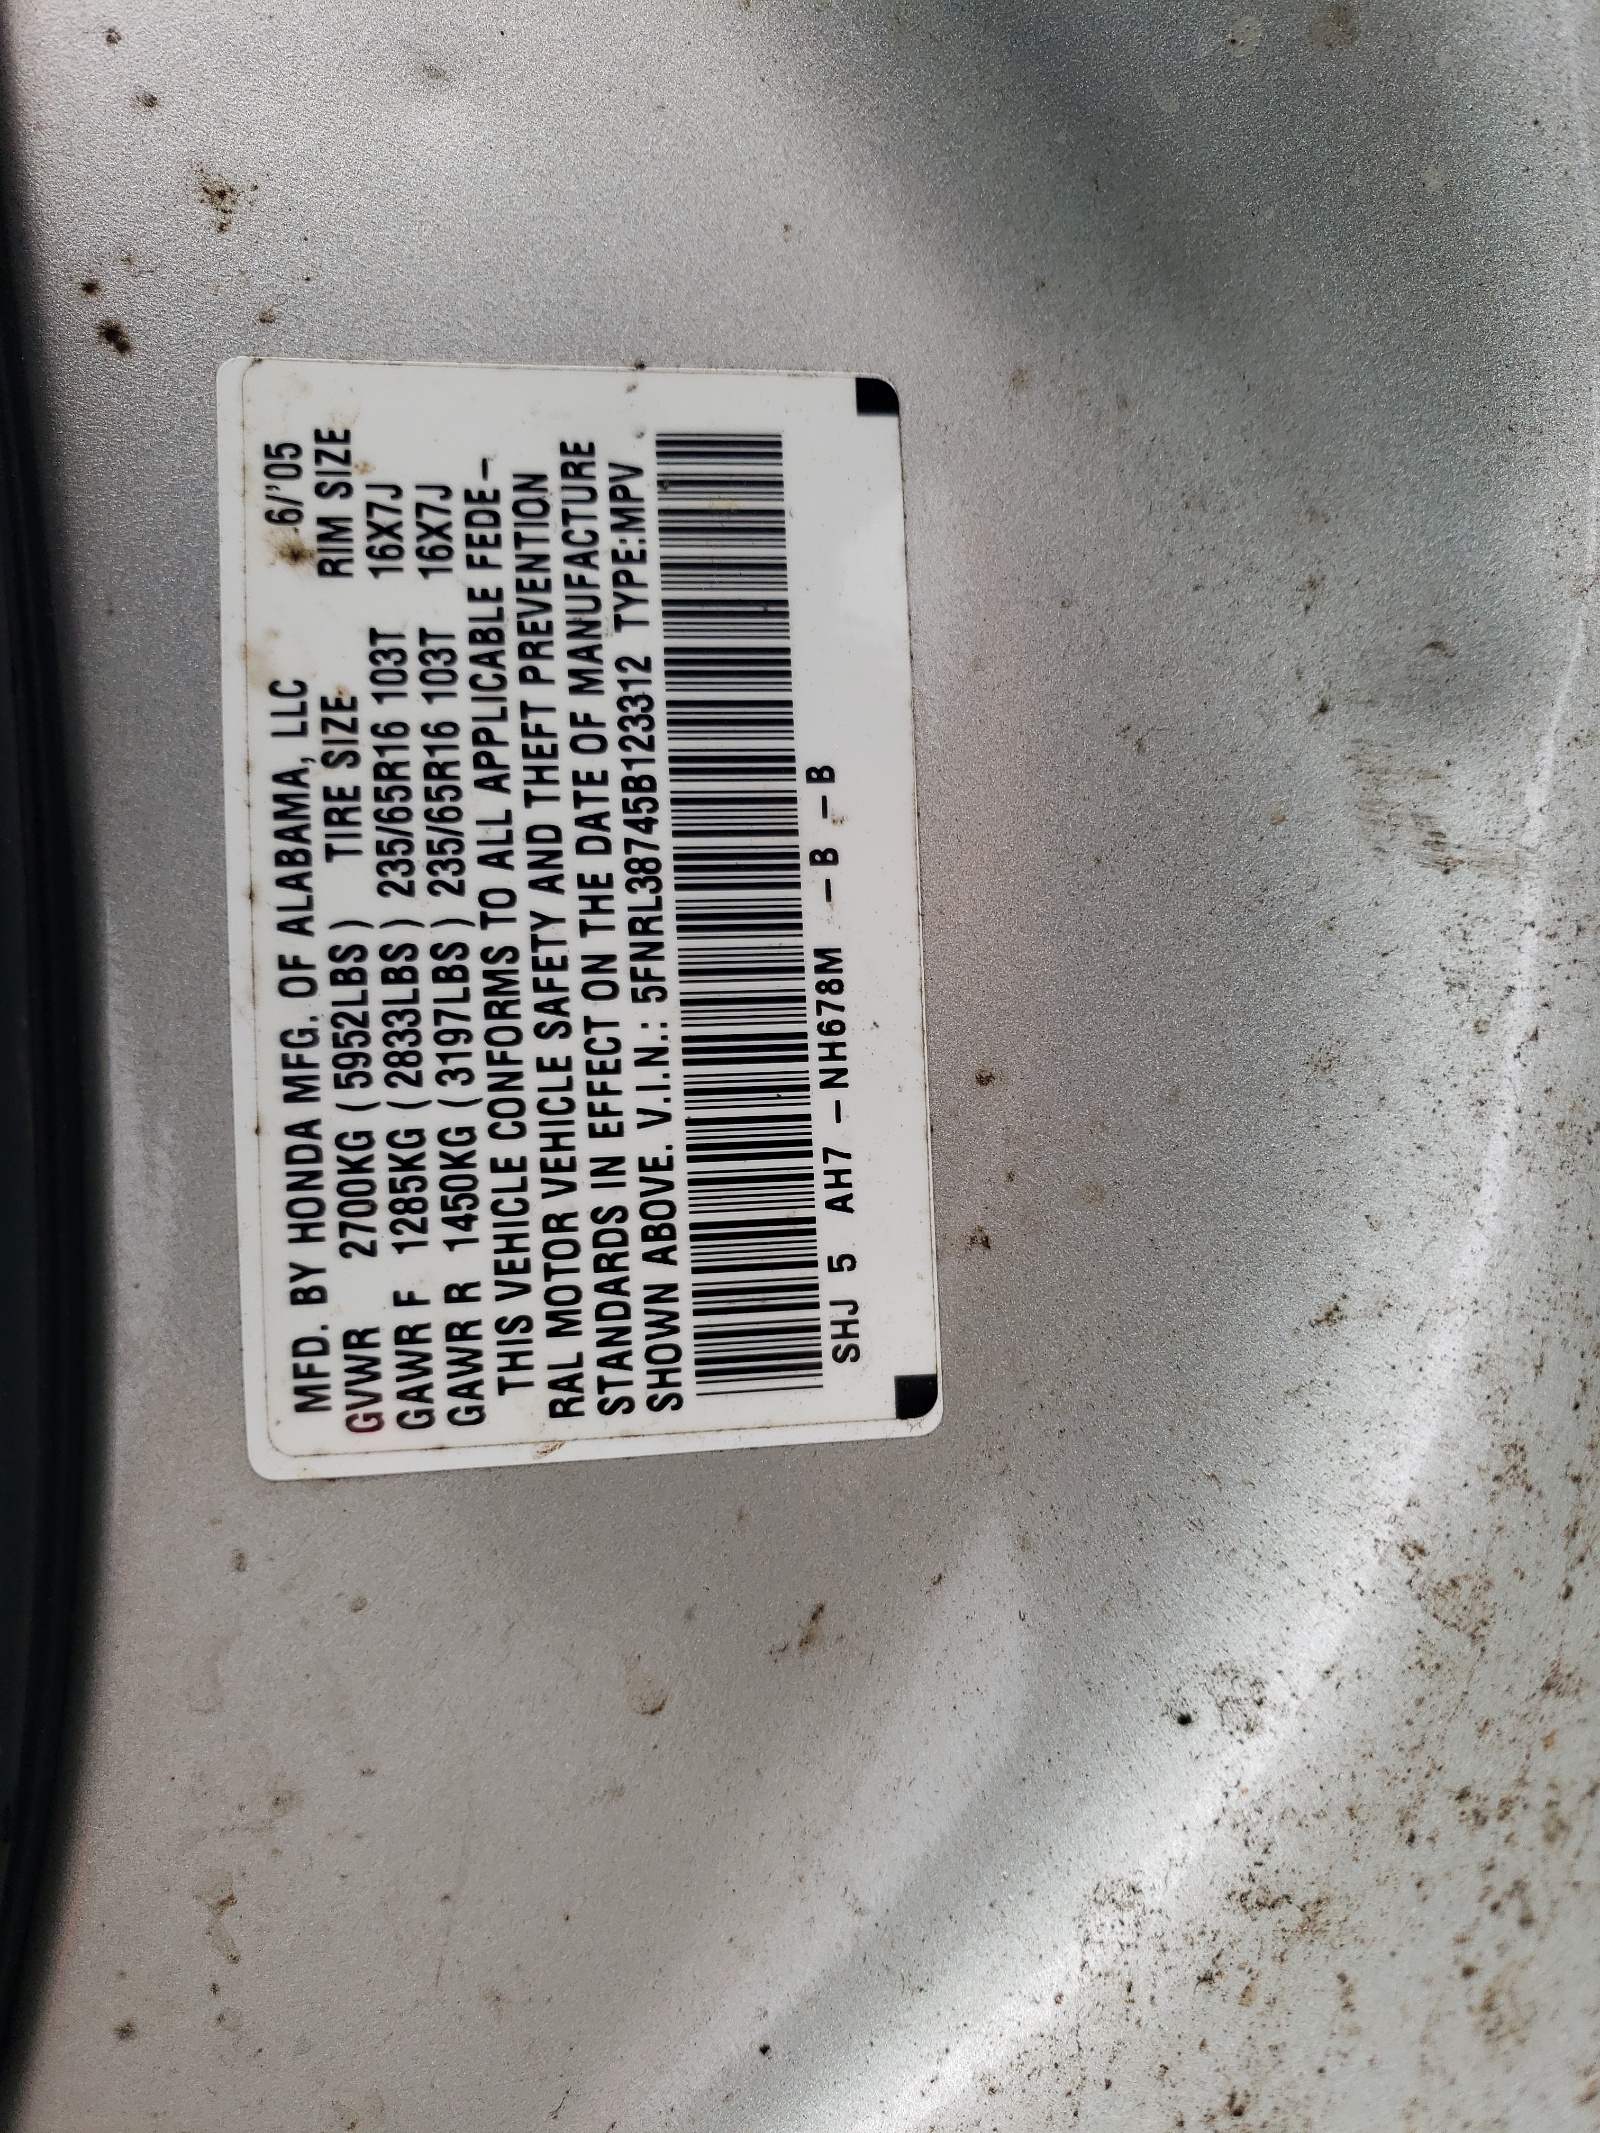 MFD. BY HONDA MFG. OF ALABAMA, LLC 6/'05
GVWR 2700KG (5952LBS) TIRE SIZE RIM SIZE
GAWR F 1285KG (2833LBS) 235/65R16 103T 16X7J
GAWR R 1450KG (3197LBS) 235/65R16 103T 16X7J
THIS VEHICLE CONFORMS TO ALL APPLICABLE FEDE-
RAL MOTOR VEHICLE SAFETY AND THEFT PREVENTION
STANDARDS IN EFFECT ON THE DATE OF MANUFACTURE
SHOWN ABOVE. V.I.N.: 5FNRL38745B123312 TYPE:MPV
SHJ 5 AH7 -NH678M -B -B